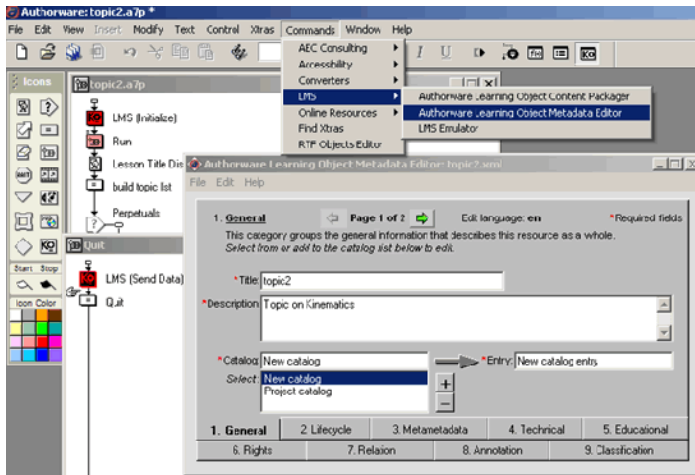 Authorware: topic2.a7p *
File Edit View Insert Modify Text Control Xtras Commands Window Help
AEC Consulting
Accessibility
Converters
LMS
Online Resources
Find Xtras
RTF Objects Editor
Authorware Learning Object Content Packager
Authorware Learning Object Metadata Editor
LMS Emulator
Icons
topic2.a7p
LMS (Initialize)
Run
Lesson Title Dis
build topic list
Perpetuals
Quit
LMS (Send Data)
Quit
Start Stop
Icon Color
Authorware Learning Object Metadata Editor: topic2.xml
File Edit Help
1. General Page 1 of 2 Edit language: en *Required fields
This category groups the general information that describes this resource as a whole.
Select from or add to the catalog list below to edit.
*Title: topic2
*Description Topic on Kinematics
*Catalog: New catalog *Entry: New catalog entry
Select: New catalog
Project catalog
+
−
1. General 2. Lifecycle 3. Metametadata 4. Technical 5. Educational
6. Rights 7. Relaion 8. Annotation 9. Classification